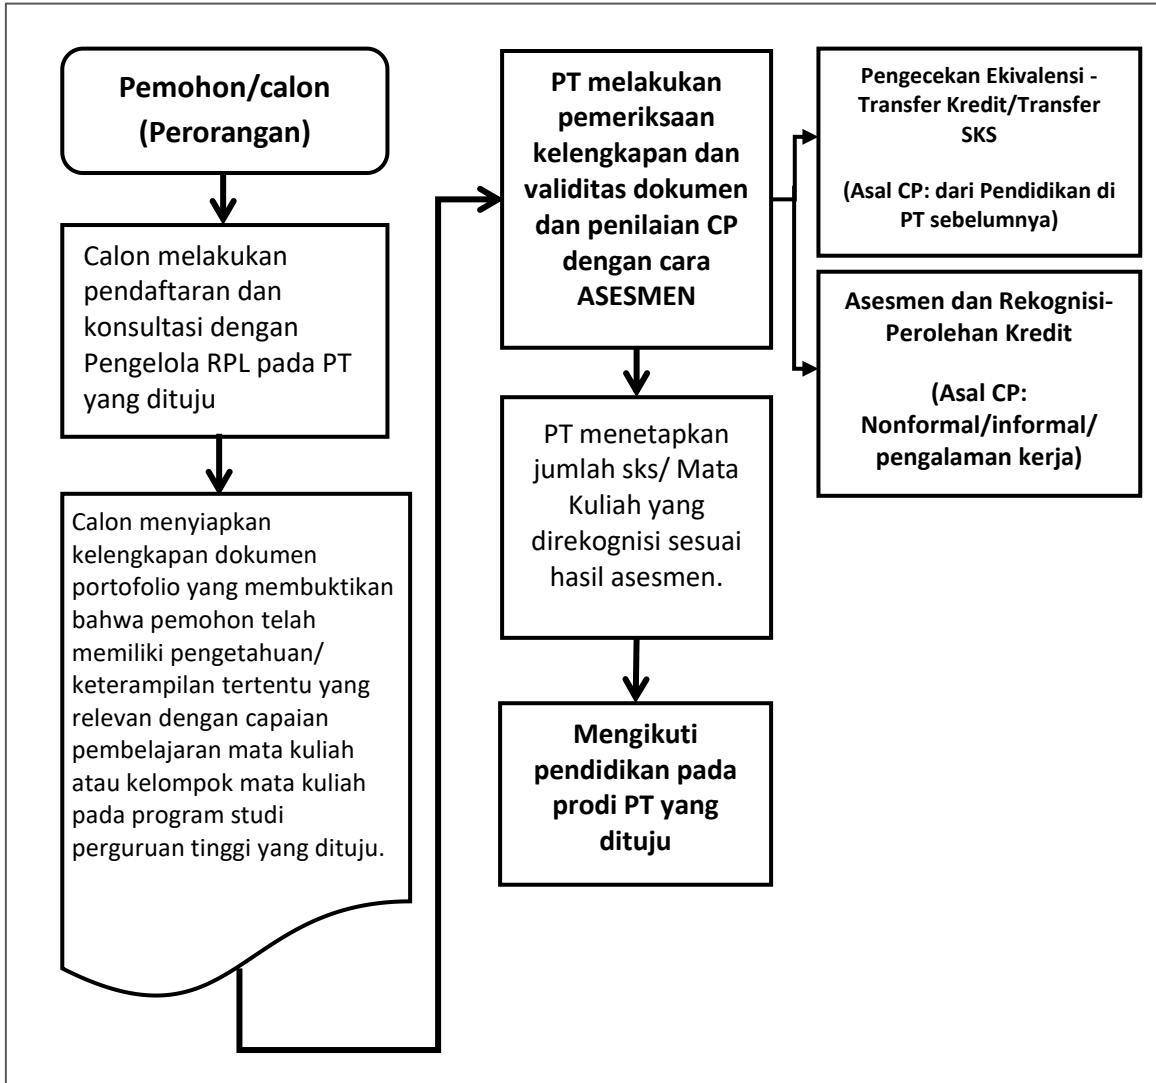 Pemohon/calon
(Perorangan)
Calon melakukan
pendaftaran dan
konsultasi dengan
Pengelola RPL pada PT
yang dituju
Calon menyiapkan
kelengkapan dokumen
portofolio yang membuktikan
bahwa pemohon telah
memiliki pengetahuan/
keterampilan tertentu yang
relevan dengan capaian
pembelajaran mata kuliah
atau kelompok mata kuliah
pada program studi
perguruan tinggi yang dituju.
PT melakukan
pemeriksaan
kelengkapan dan
validitas dokumen
dan penilaian CP
dengan cara
ASESMEN
Pengecekan Ekivalensi -
Transfer Kredit/Transfer
SKS
(Asal CP: dari Pendidikan di
PT sebelumnya)
Asesmen dan Rekognisi-
Perolehan Kredit
(Asal CP:
Nonformal/informal/
pengalaman kerja)
PT menetapkan
jumlah sks/ Mata
Kuliah yang
direkognisi sesuai
hasil asesmen.
Mengikuti
pendidikan pada
prodi PT yang
dituju